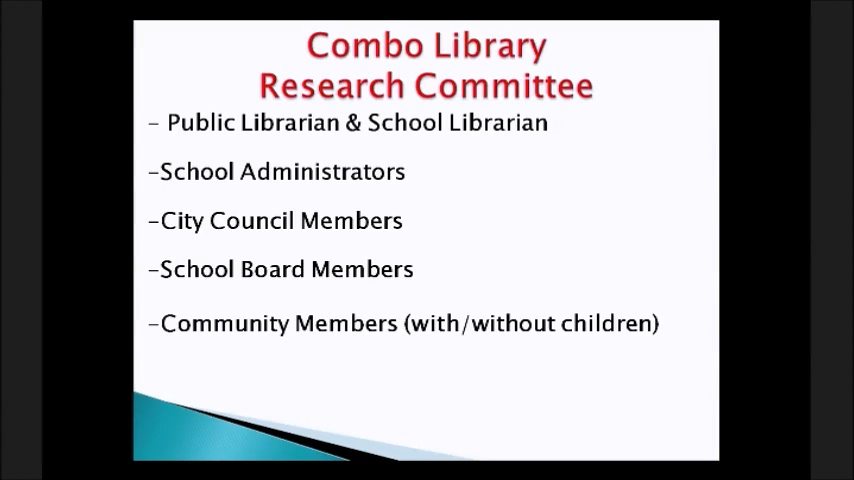 Combo Library
Research Committee
- Public Librarian & School Librarian
-School Administrators
-City Council Members
-School Board Members
-Community Members (with/without children)